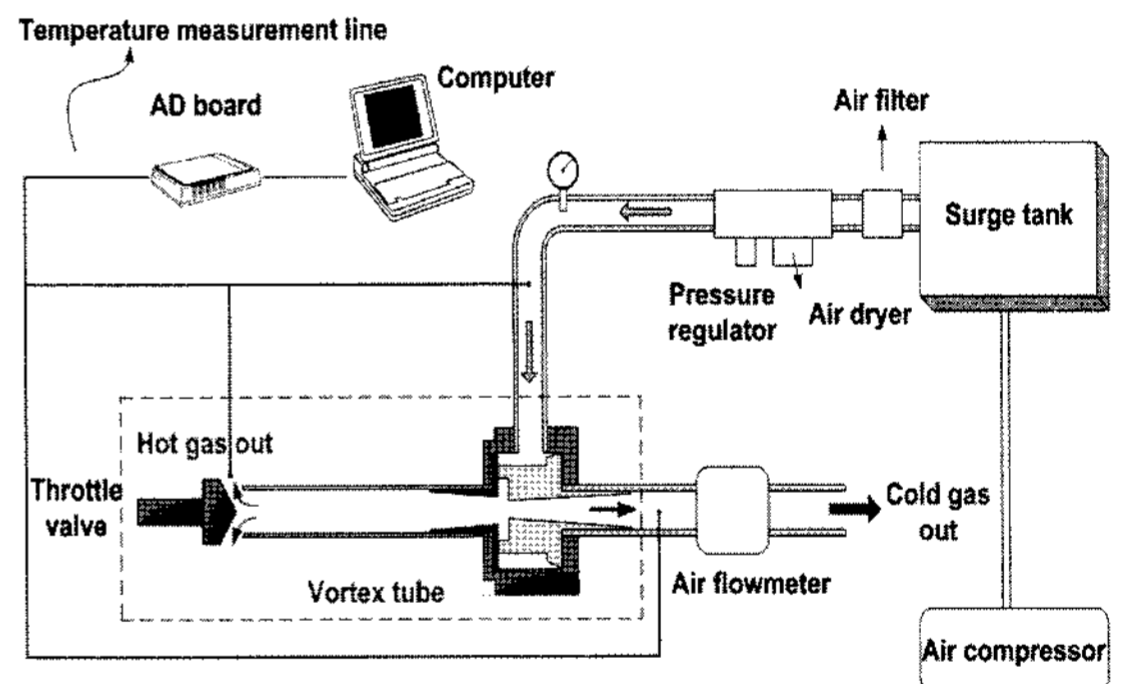 Temperature measurement line
AD board
Computer
Air filter
Surge tank
Pressure
regulator
Air dryer
Hot gas out
Throttle
valve
Cold gas
out
Vortex tube
Air flowmeter
Air compressor